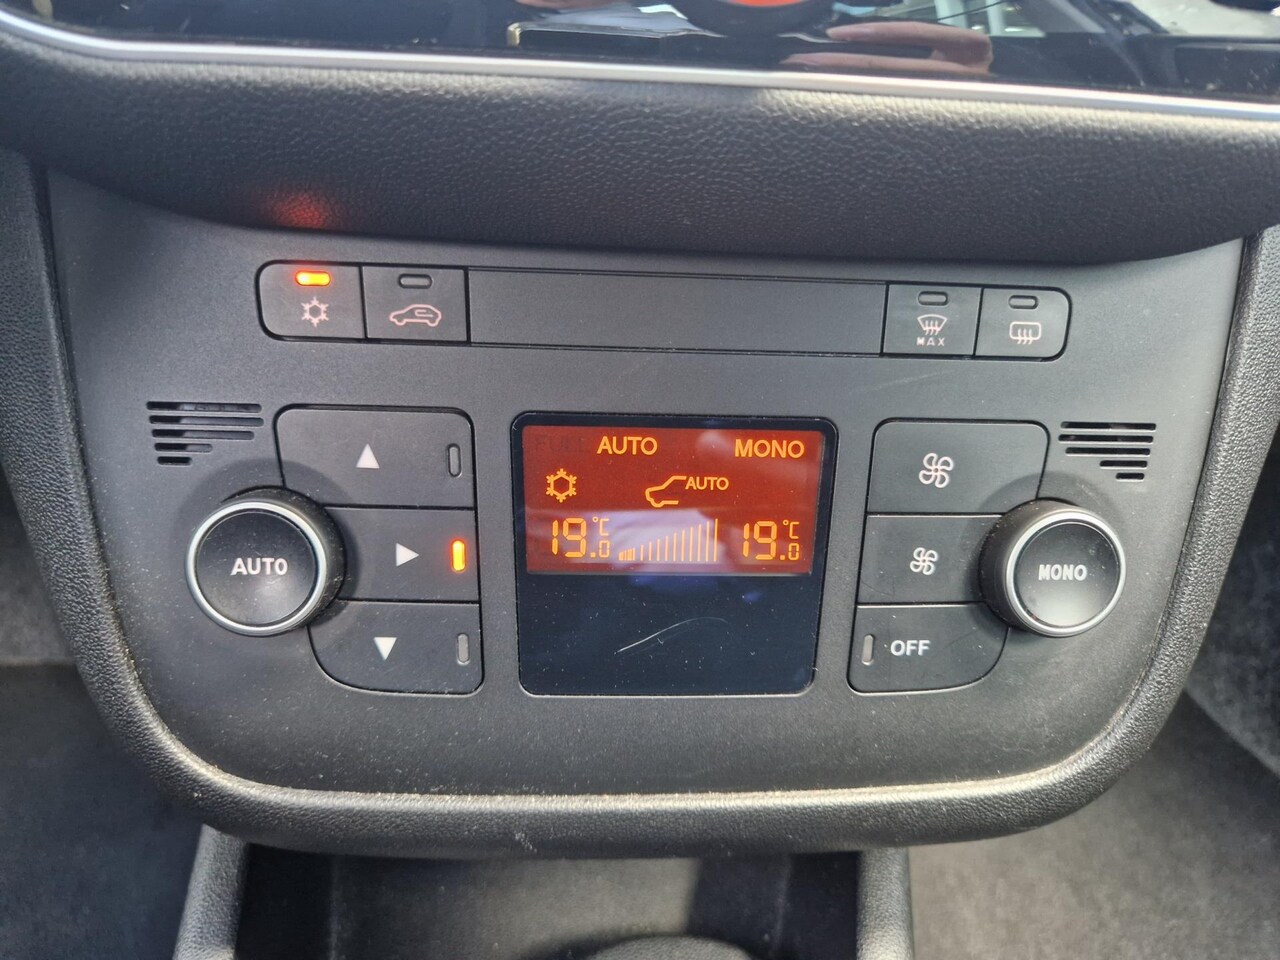 MAX
AUTO MONO
AUTO
19.0 °C 19.0 °C
AUTO
MONO
OFF